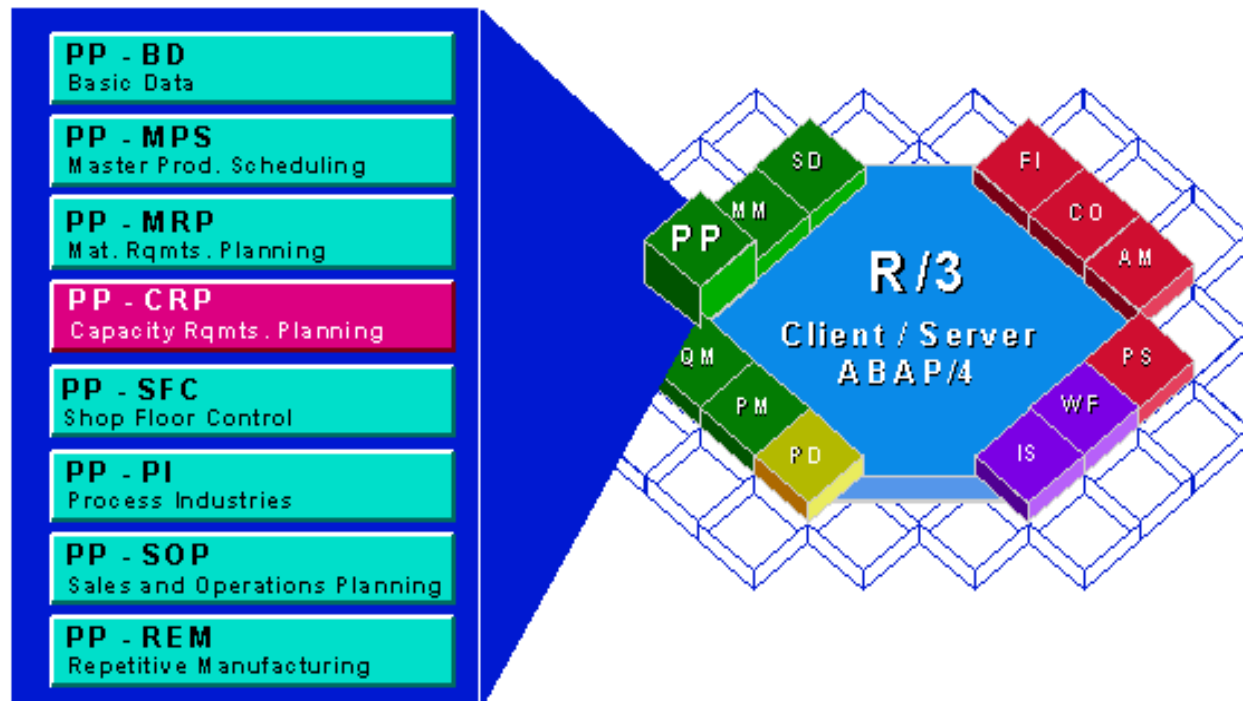 PP - BD
Basic Data
PP - MPS
Master Prod. Scheduling
PP - MRP
Mat. Rqmts. Planning
PP - CRP
Capacity Rqmts. Planning
PP - SFC
Shop Floor Control
PP - PI
Process Industries
PP - SOP
Sales and Operations Planning
PP - REM
Repetitive Manufacturing
SD
MM
PP
QM
PM
PD
R/3
Client / Server
ABAP/4
FI
CO
AM
PS
WF
IS